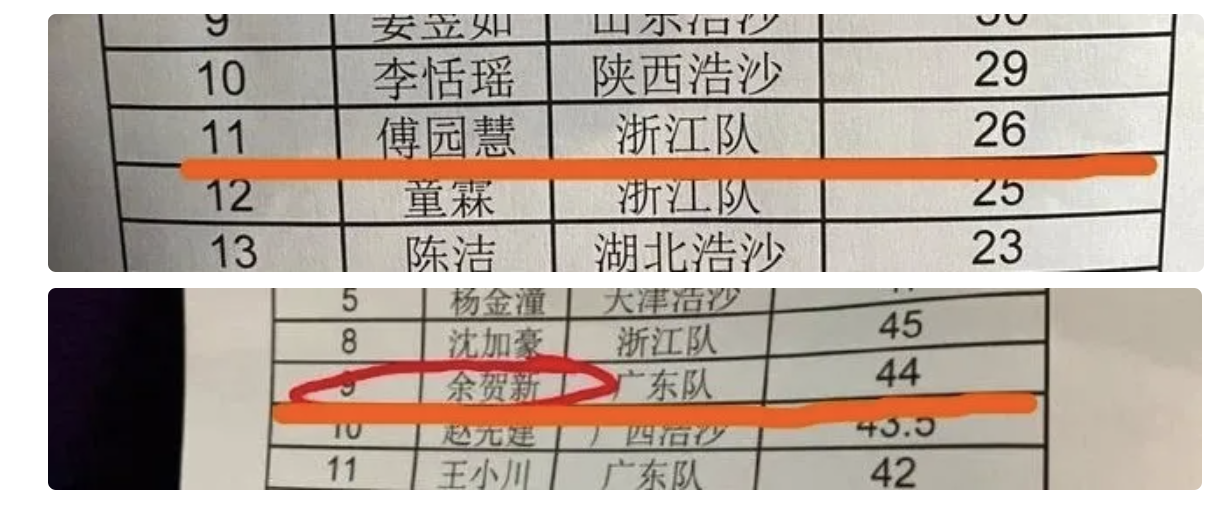 9 姜昱如 山东浩沙 30
10 李恬瑶 陕西浩沙 29
11 傅园慧 浙江队 26
12 童霖 浙江队 25
13 陈洁 湖北浩沙 23
5 杨金潼 天津浩沙
8 沈加豪 浙江队 45
9 余贺新 广东队 44
10 赵先建 广西浩沙 43.5
11 王小川 广东队 42